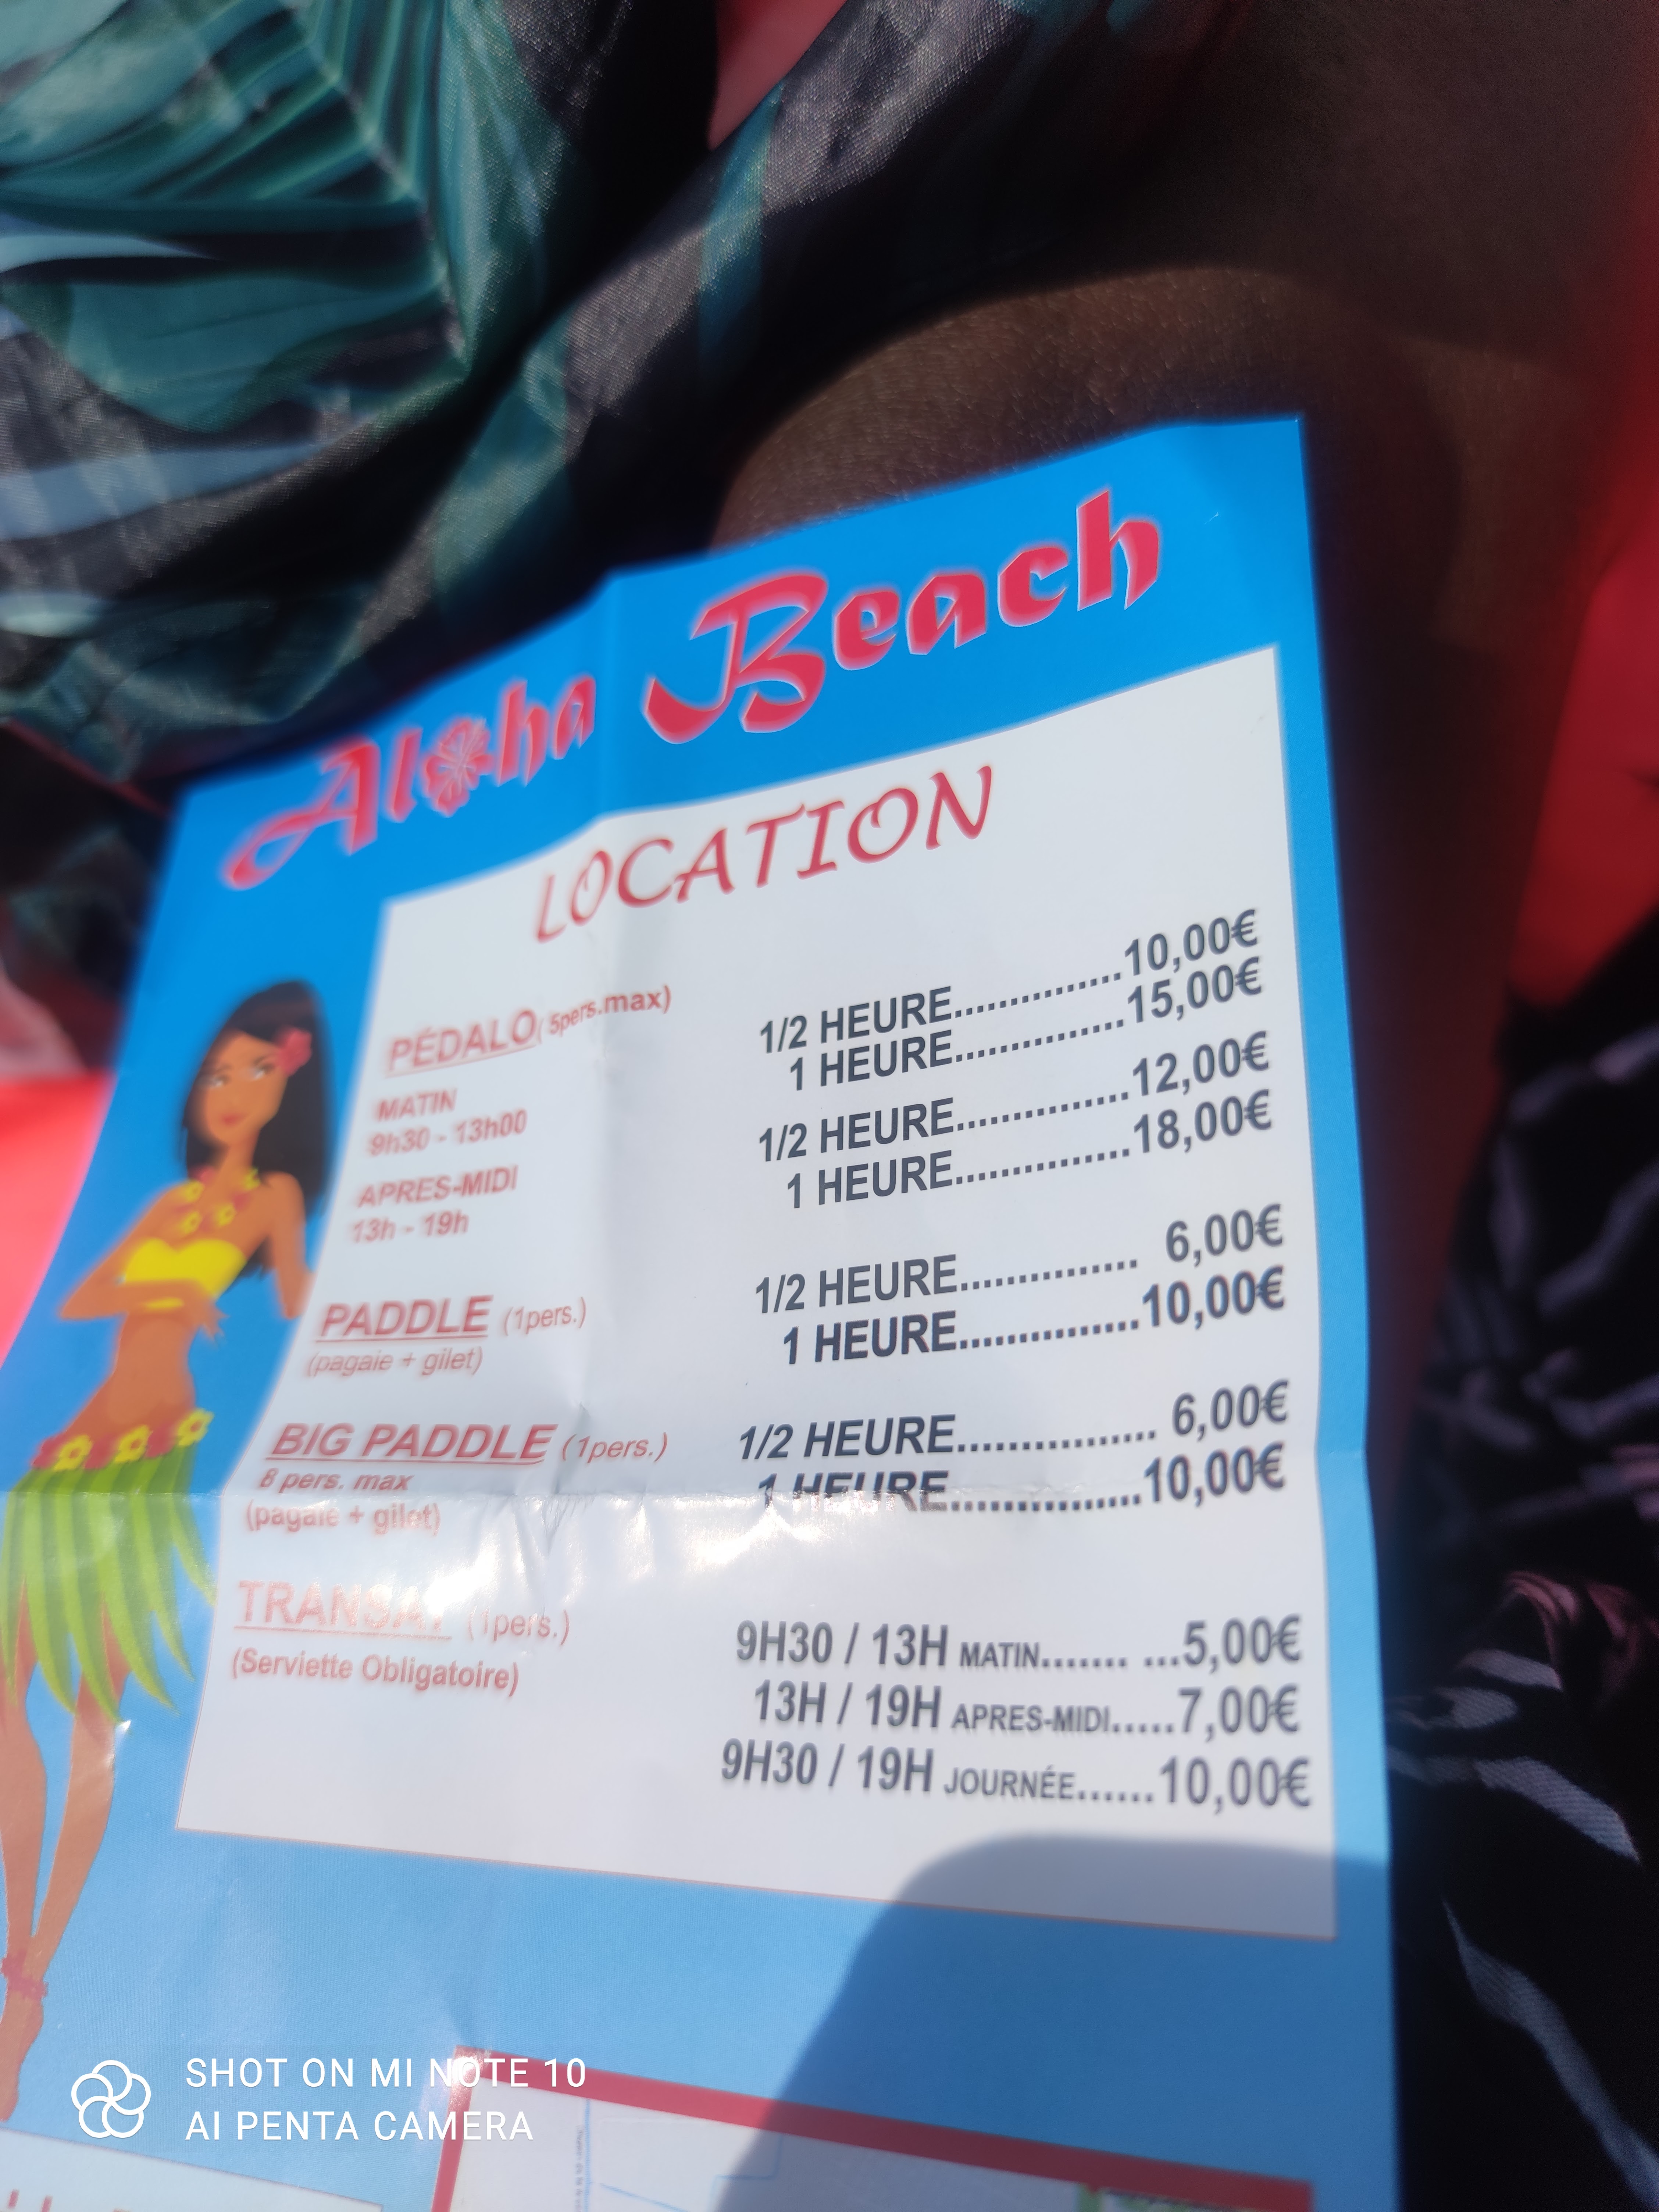 Aloha Beach
LOCATION
PÉDALO (5pers.max)
1/2 HEURE...............10,00€
1 HEURE...............15,00€
MATIN
9h30 - 13h00
1/2 HEURE...............12,00€
1 HEURE...............18,00€
APRES-MIDI
13h - 19h
PADDLE (1pers.)
(pagaie + gilet)
1/2 HEURE............... 6,00€
1 HEURE...............10,00€
BIG PADDLE (1pers.)
8 pers. max
(pagaie + gilet)
1/2 HEURE................ 6,00€
1 HEURE...............10,00€
TRANSAT (1pers.)
(Serviette Obligatoire)
9H30 / 13H MATIN....... ...5,00€
13H / 19H APRES-MIDI.....7,00€
9H30 / 19H JOURNÉE......10,00€
SHOT ON MI NOTE 10
AI PENTA CAMERA